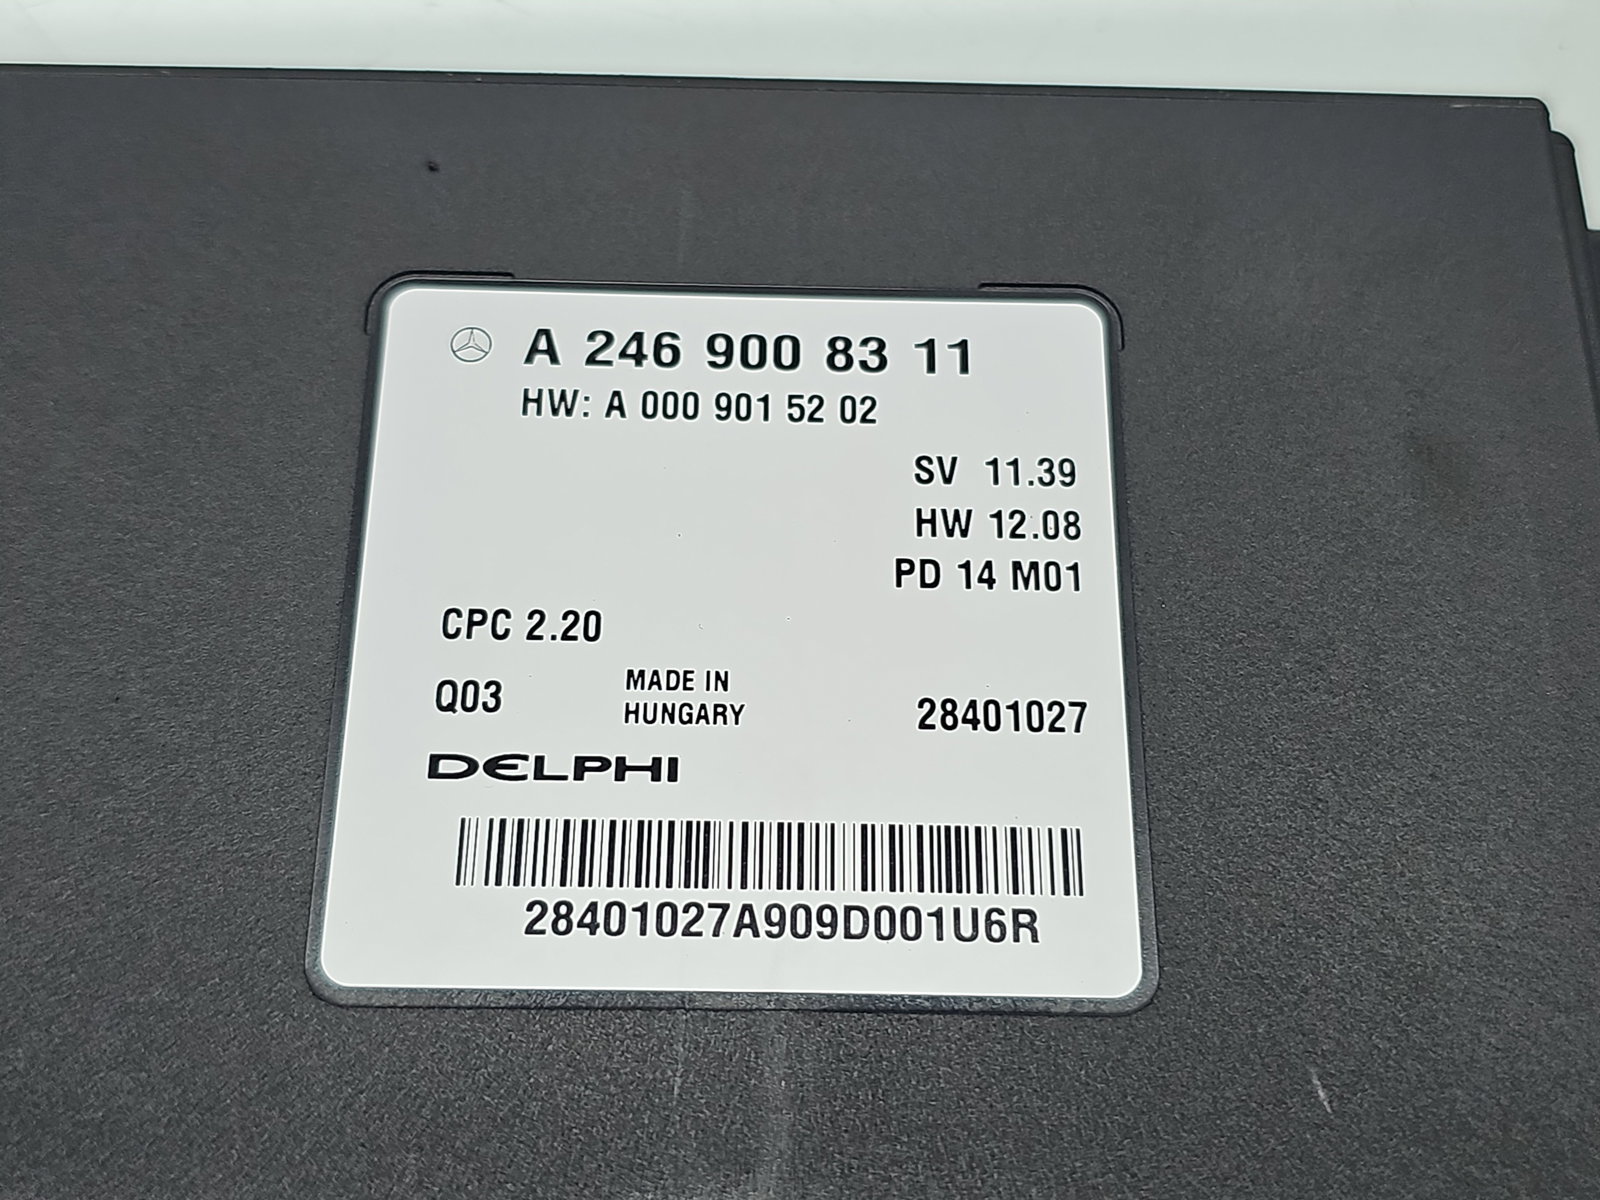 A 246 900 83 11
HW: A 000 901 52 02
SV 11.39
HW 12.08
PD 14 M01
CPC 2.20
Q03
MADE IN
HUNGARY
28401027
DELPHI
28401027A909D001U6R